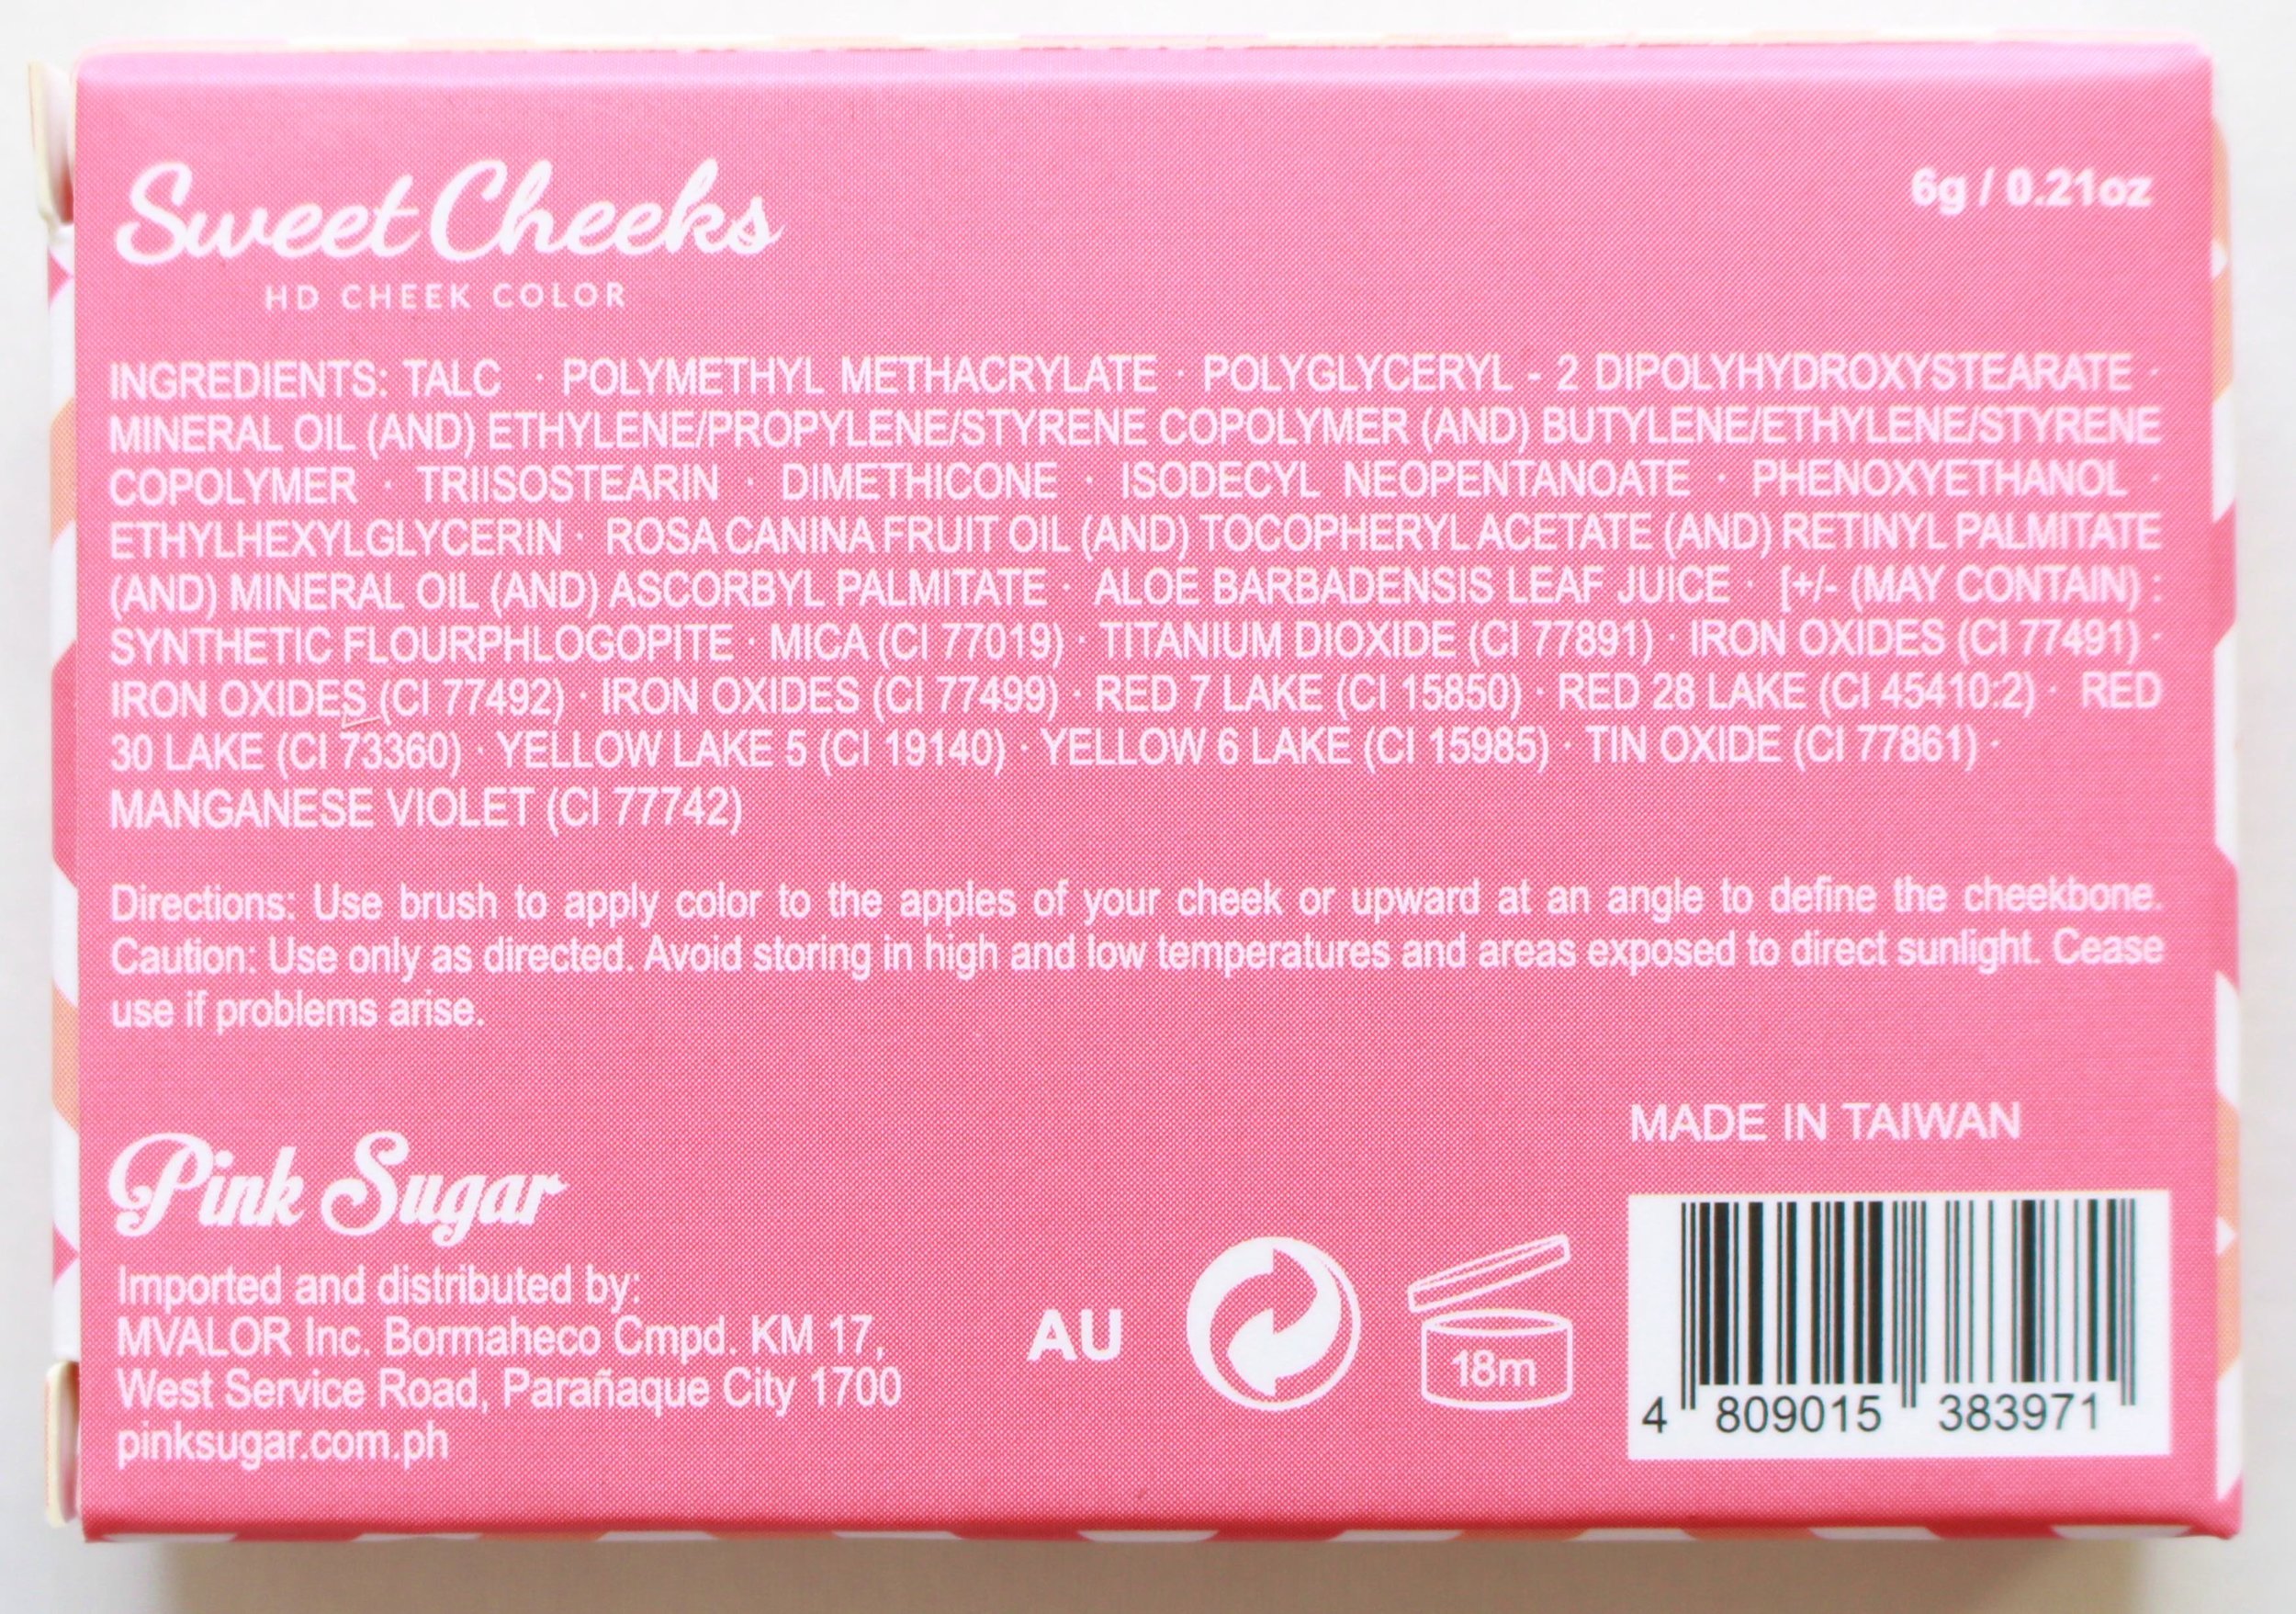 Sweet Cheeks
6g / 0.21oz
HD CHEEK COLOR
INGREDIENTS: TALC · POLYMETHYL METHACRYLATE · POLYGLYCERYL - 2 DIPOLYHYDROXYSTEARATE ·
MINERAL OIL (AND) ETHYLENE/PROPYLENE/STYRENE COPOLYMER (AND) BUTYLENE/ETHYLENE/STYRENE
COPOLYMER · TRIISOSTEARIN · DIMETHICONE · ISODECYL NEOPENTANOATE · PHENOXYETHANOL ·
ETHYLHEXYLGLYCERIN · ROSA CANINA FRUIT OIL (AND) TOCOPHERYL ACETATE (AND) RETINYL PALMITATE
(AND) MINERAL OIL (AND) ASCORBYL PALMITATE · ALOE BARBADENSIS LEAF JUICE · [+/- (MAY CONTAIN) :
SYNTHETIC FLOURPHLOGOPITE · MICA (CI 77019) · TITANIUM DIOXIDE (CI 77891) · IRON OXIDES (CI 77491) ·
IRON OXIDES (CI 77492) · IRON OXIDES (CI 77499) · RED 7 LAKE (CI 15850) · RED 28 LAKE (CI 45410:2) · RED
30 LAKE (CI 73360) · YELLOW LAKE 5 (CI 19140) · YELLOW 6 LAKE (CI 15985) · TIN OXIDE (CI 77861) ·
MANGANESE VIOLET (CI 77742)
Directions: Use brush to apply color to the apples of your cheek or upward at an angle to define the cheekbone.
Caution: Use only as directed. Avoid storing in high and low temperatures and areas exposed to direct sunlight. Cease
use if problems arise.
MADE IN TAIWAN
Pink Sugar
Imported and distributed by:
MVALOR Inc. Bormaheco Cmpd. KM 17,
West Service Road, Parañaque City 1700
pinksugar.com.ph
AU
18m
4 809015 383971